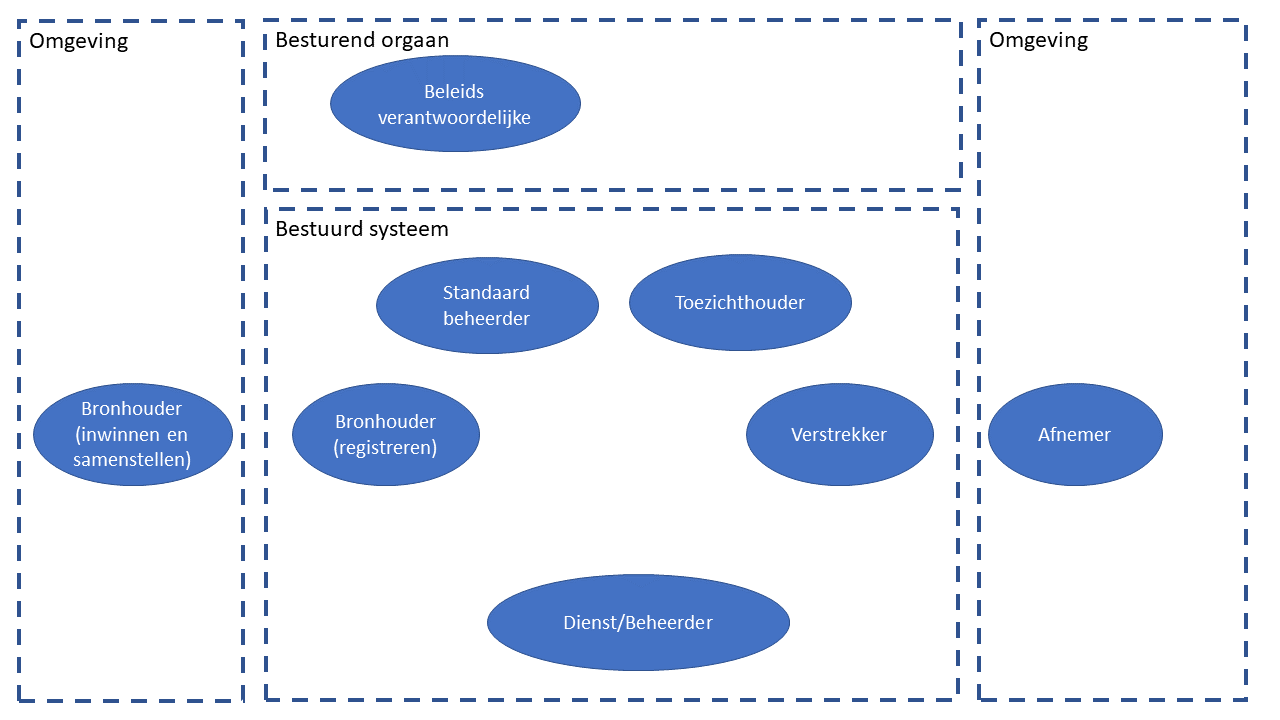 Omgeving
Bronhouder
(inwinnen en
samenstellen)
Besturend orgaan
Beleids
verantwoordelijke
Bestuurd systeem
Standaard
beheerder
Toezichthouder
Bronhouder
(registreren)
Verstrekker
Dienst/Beheerder
Omgeving
Afnemer